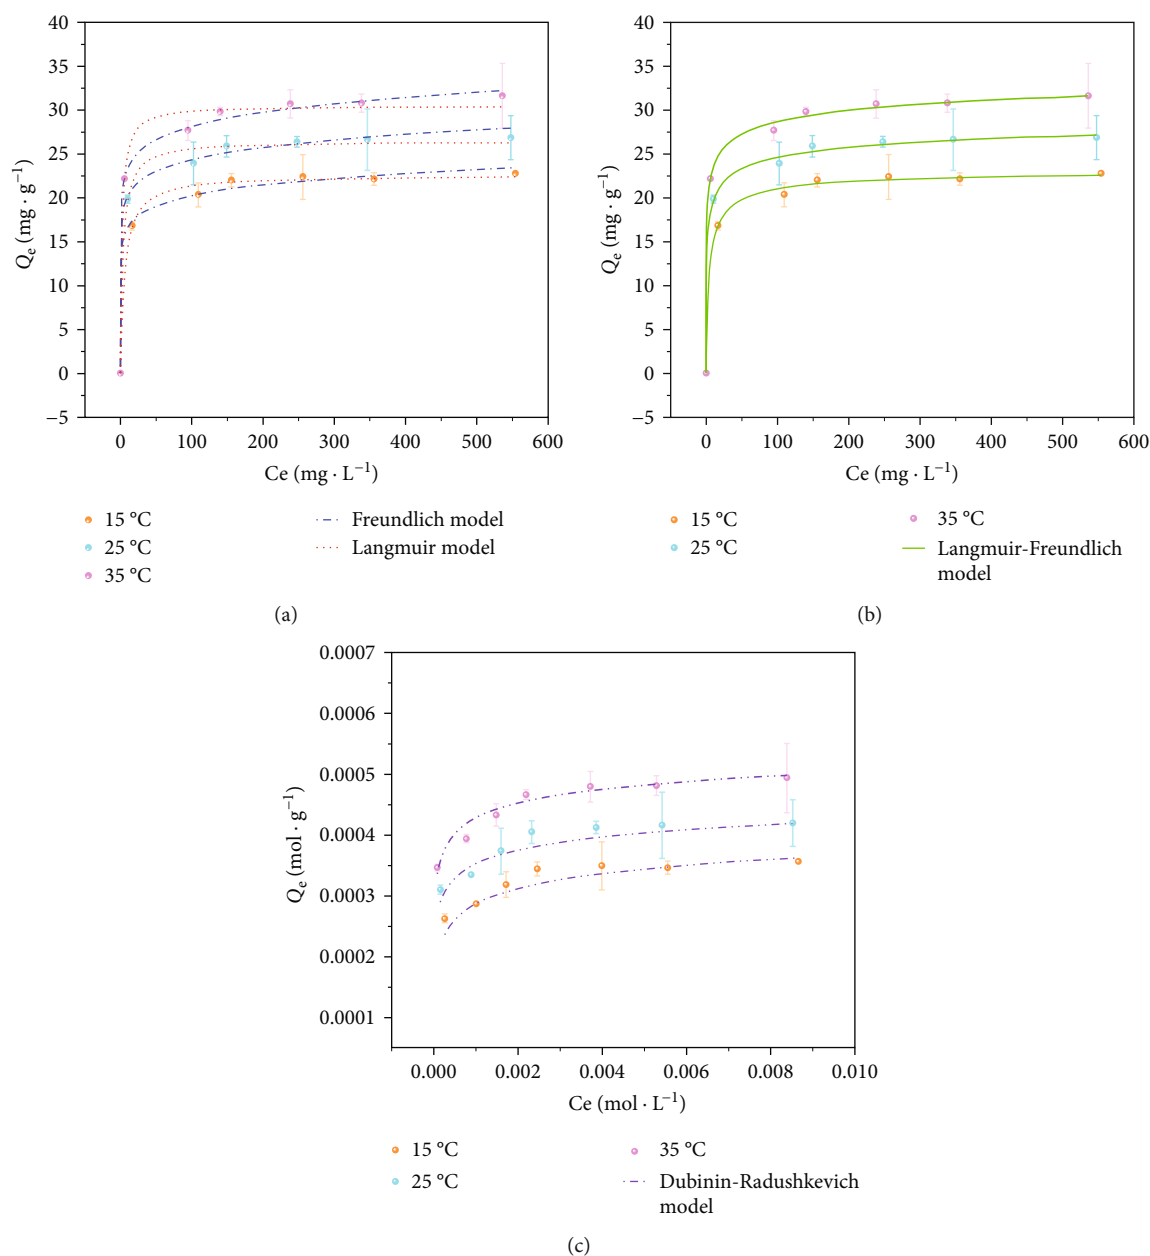 40
35
30
25
20
15
10
5
0
−5
Qe (mg · g−1)
0 100 200 300 400 500 600
Ce (mg · L−1)
15 °C
25 °C
35 °C
Freundlich model
Langmuir model
(a)
40
35
30
25
20
15
10
5
0
−5
Qe (mg · g−1)
0 100 200 300 400 500 600
Ce (mg · L−1)
15 °C
25 °C
35 °C
Langmuir-Freundlich
model
(b)
0.0007
0.0006
0.0005
0.0004
0.0003
0.0002
0.0001
Qe (mol · g−1)
0.000 0.002 0.004 0.006 0.008 0.010
Ce (mol · L−1)
15 °C
25 °C
35 °C
Dubinin-Radushkevich
model
(c)